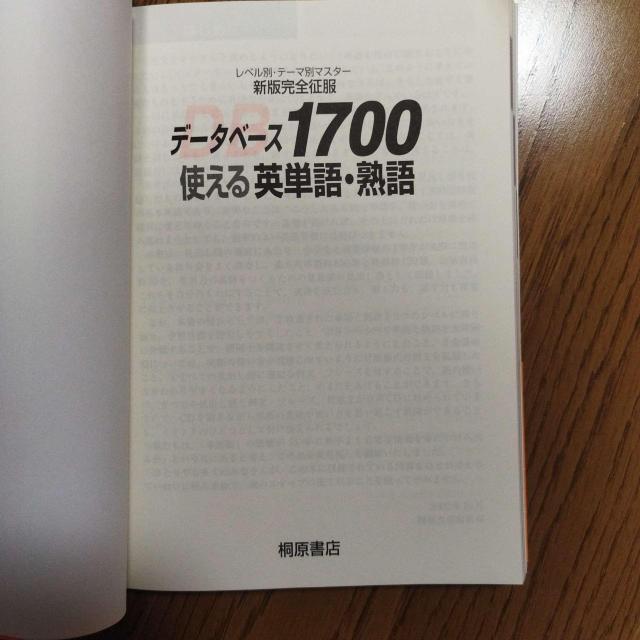 レベル別・テーマ別マスター
新版完全征服
DB
データベース1700
使える英単語・熟語
桐原書店